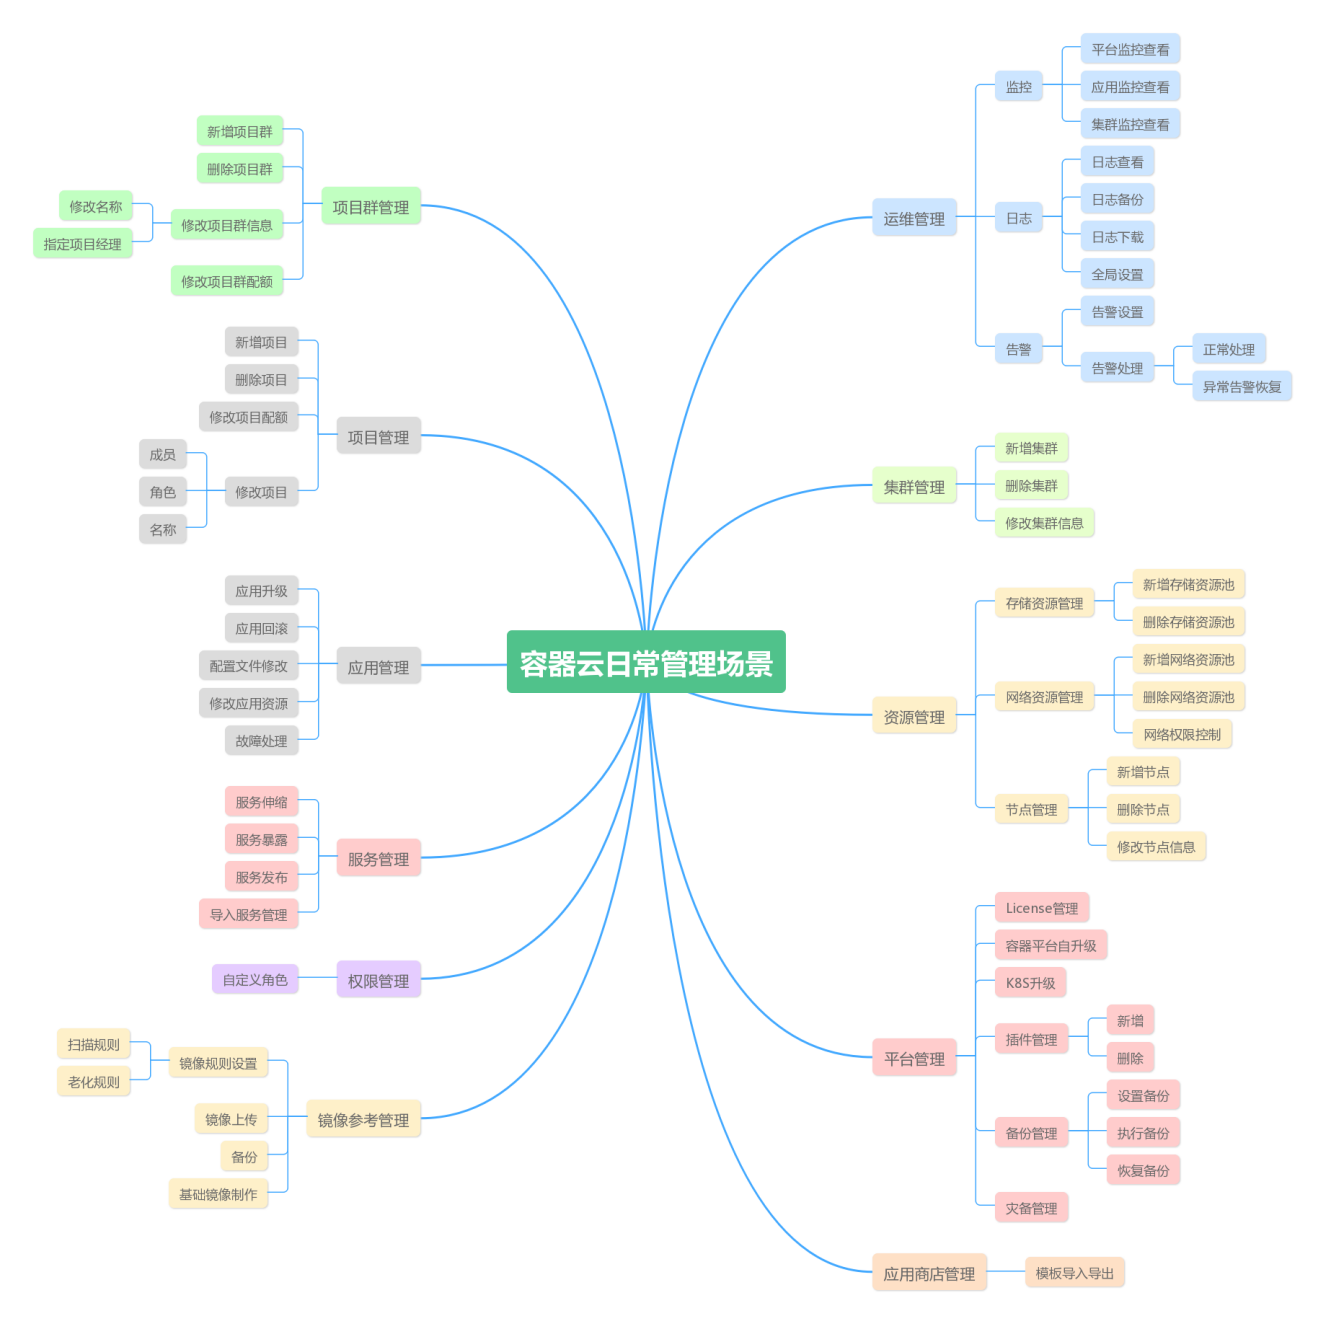 容器云日常管理场景
项目群管理
新增项目群
删除项目群
修改项目群信息
修改名称
指定项目经理
修改项目群配额
项目管理
新增项目
删除项目
修改项目配额
修改项目
成员
角色
名称
应用管理
应用升级
应用回滚
配置文件修改
修改应用资源
故障处理
服务管理
服务伸缩
服务暴露
服务发布
导入服务管理
权限管理
自定义角色
镜像参考管理
镜像规则设置
扫描规则
老化规则
镜像上传
备份
基础镜像制作
运维管理
监控
平台监控查看
应用监控查看
集群监控查看
日志
日志查看
日志备份
日志下载
全局设置
告警
告警设置
告警处理
正常处理
异常告警恢复
集群管理
新增集群
删除集群
修改集群信息
资源管理
存储资源管理
新增存储资源池
删除存储资源池
网络资源管理
新增网络资源池
删除网络资源池
网络权限控制
节点管理
新增节点
删除节点
修改节点信息
平台管理
License管理
容器平台自升级
K8S升级
插件管理
新增
删除
备份管理
设置备份
执行备份
恢复备份
灾备管理
应用商店管理
模板导入导出